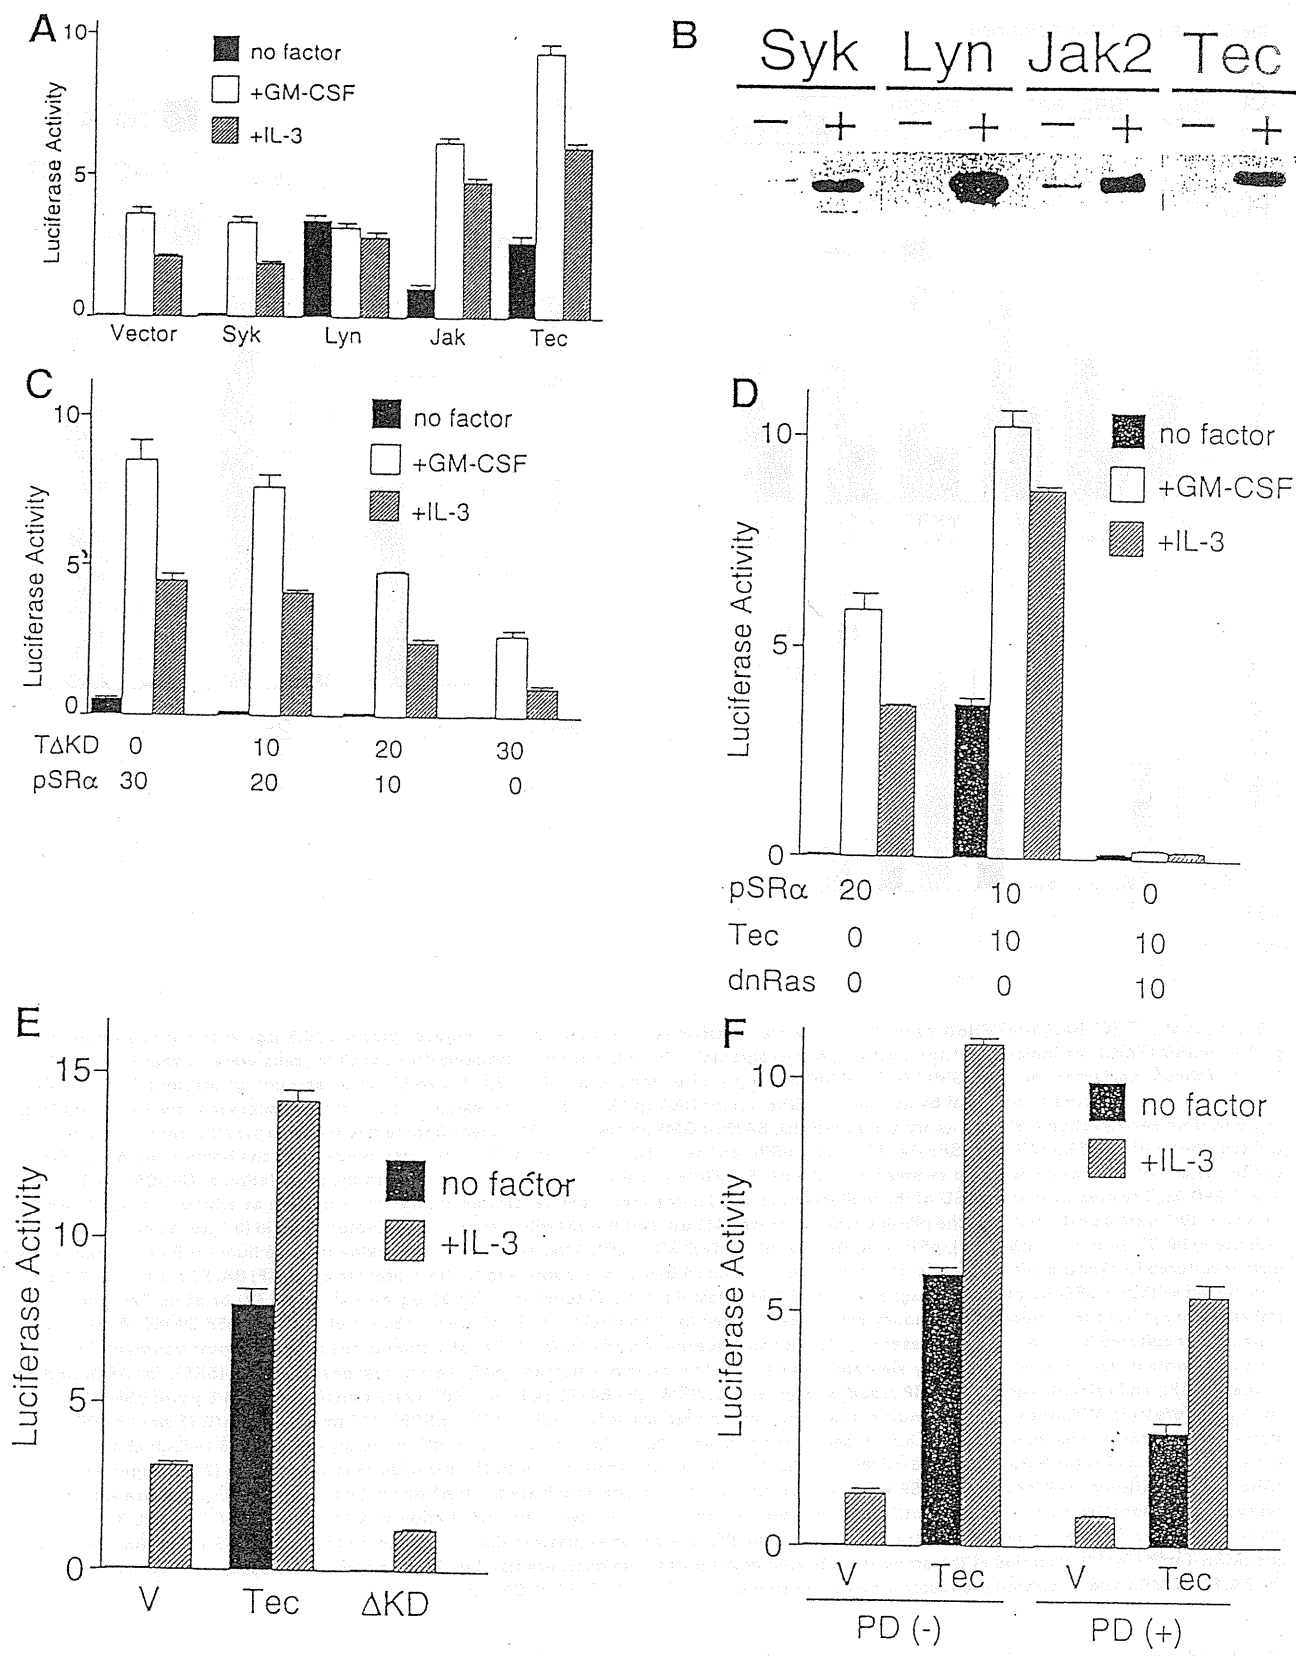 A
10
5
0
Luciferase Activity
no factor
+GM-CSF
+IL-3
Vector Syk Lyn Jak Tec
B
Syk Lyn Jak2 Tec
− + − + − + − +
C
10
5
0
Luciferase Activity
no factor
+GM-CSF
+IL-3
TΔKD 0 10 20 30
pSRα 30 20 10 0
D
10
5
0
Luciferase Activity
no factor
+GM-CSF
+IL-3
pSRα 20 10 0
Tec 0 10 10
dnRas 0 0 10
E
15
10
5
0
Luciferase Activity
no factor
+IL-3
V Tec ΔKD
F
10
5
0
Luciferase Activity
no factor
+IL-3
V Tec V Tec
PD (-) PD (+)